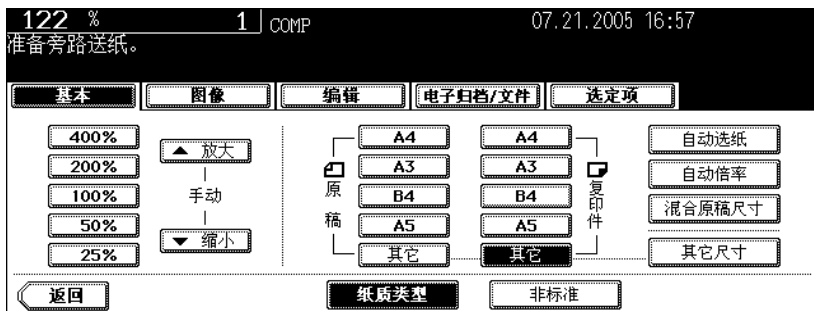 122 % 1 COMP 07.21.2005 16:57
准备旁路送纸。
基本 图像 编辑 电子归档/文件 选定项
400% ▲ 放大 A4 A4 自动选纸
200% A3 A3 自动倍率
100% 手动 原稿 B4 B4 复印件 混合原稿尺寸
50% ▼ 缩小 A5 A5
25% 其它 其它 其它尺寸
返回 纸质类型 非标准